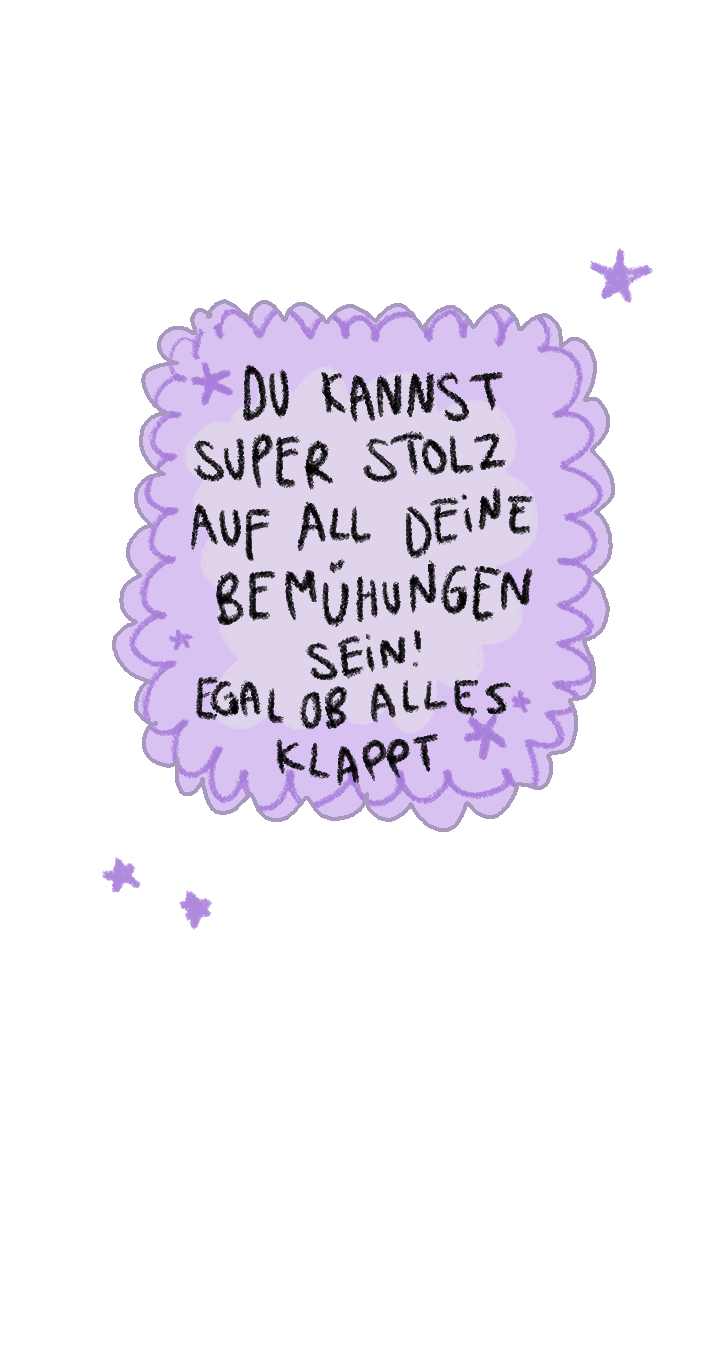 DU KANNST
SUPER STOLZ
AUF ALL DEINE
BEMÜHUNGEN
SEIN!
EGAL OB ALLES
KLAPPT